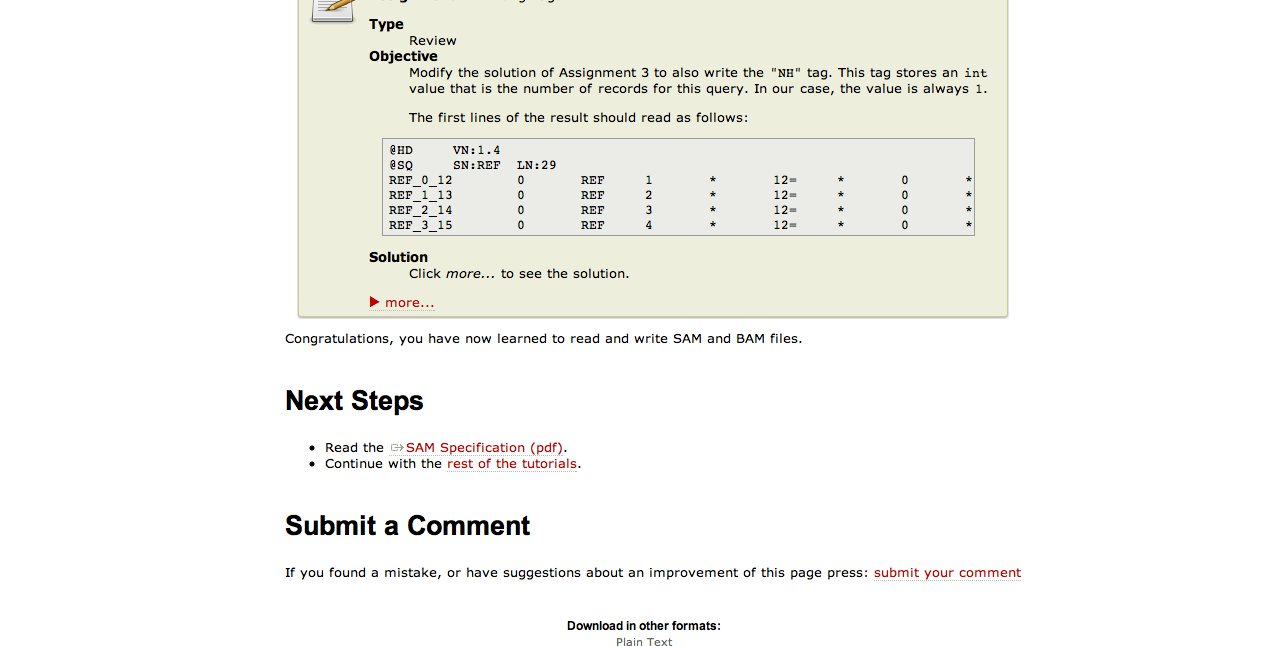 Type
Review
Objective
Modify the solution of Assignment 3 to also write the "NH" tag. This tag stores an int
value that is the number of records for this query. In our case, the value is always 1.
The first lines of the result should read as follows:
@HD VN:1.4
@SQ SN:REF LN:29
REF_0_12 0 REF 1 * 12= * 0 *
REF_1_13 0 REF 2 * 12= * 0 *
REF_2_14 0 REF 3 * 12= * 0 *
REF_3_15 0 REF 4 * 12= * 0 *
Solution
Click more... to see the solution.
more...
Congratulations, you have now learned to read and write SAM and BAM files.
Next Steps
• Read the SAM Specification (pdf).
• Continue with the rest of the tutorials.
Submit a Comment
If you found a mistake, or have suggestions about an improvement of this page press: submit your comment
Download in other formats:
Plain Text